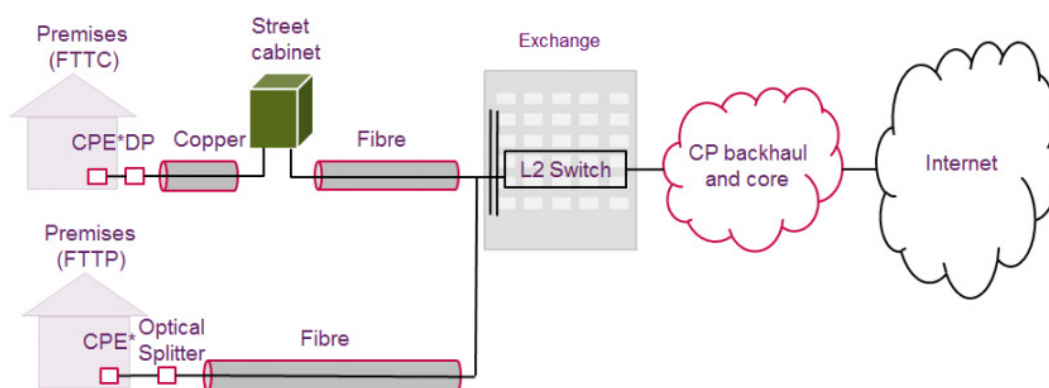 Premises
(FTTC)
Street
cabinet
Exchange
CPE*DP
Copper
Fibre
L2 Switch
CP backhaul
and core
Internet
Premises
(FTTP)
CPE*
Optical
Splitter
Fibre